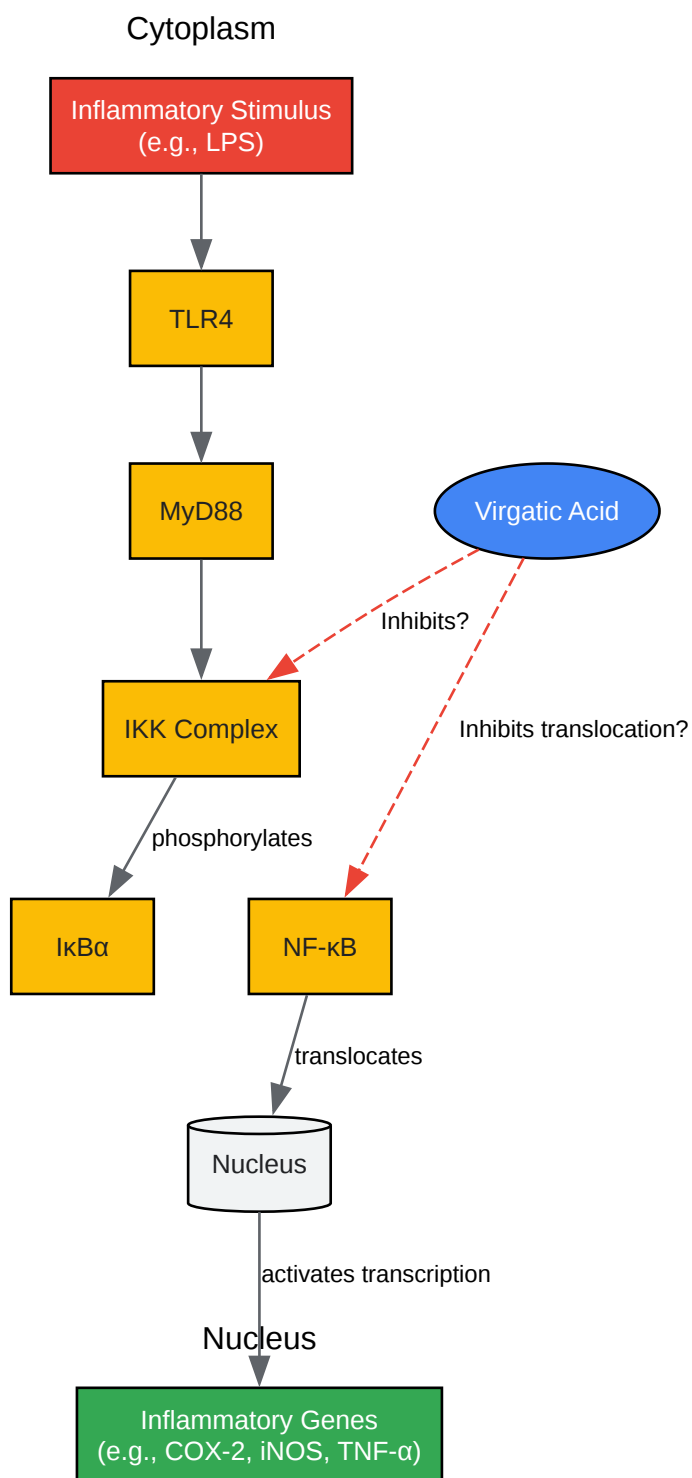 Cytoplasm
Inflammatory Stimulus
(e.g., LPS)
TLR4
MyD88
Virgatic Acid
Inhibits?
IKK Complex
Inhibits translocation?
phosphorylates
IκBα
NF-κB
translocates
Nucleus
activates transcription
Nucleus
Inflammatory Genes
(e.g., COX-2, iNOS, TNF-α)